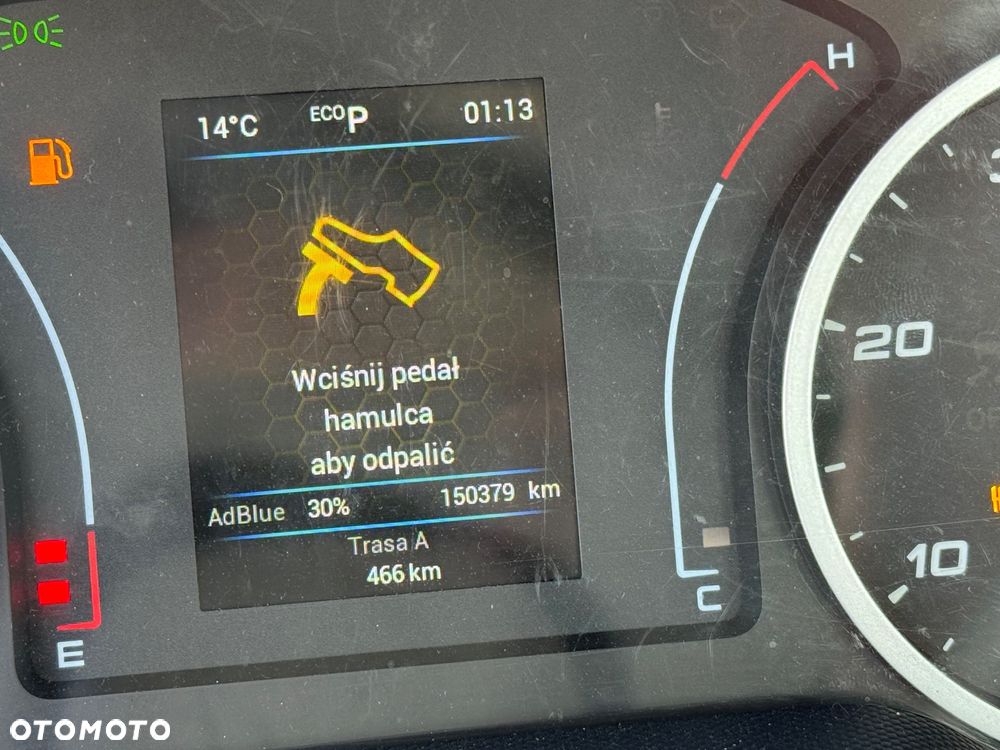 H
14°C ECO P 01:13
20
Wciśnij pedał
hamulca
aby odpalić
AdBlue 30% 150379 km
Trasa A
466 km
10
C
E
OTOMOTO